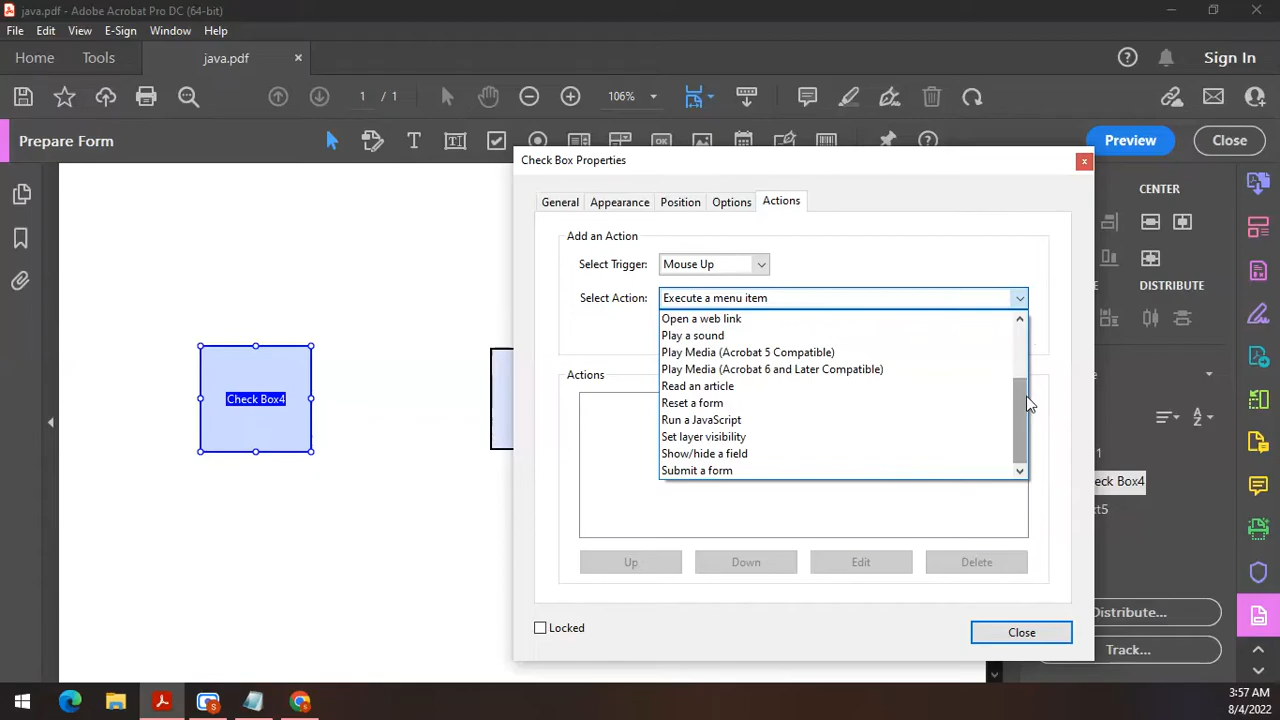 java.pdf - Adobe Acrobat Pro DC (64-bit)
File Edit View E-Sign Window Help
Home Tools java.pdf × Sign In
1 / 1 106%
Prepare Form Preview Close
Check Box Properties
General Appearance Position Options Actions
CENTER
Add an Action
Select Trigger: Mouse Up
DISTRIBUTE
Select Action: Execute a menu item
Open a web link
Play a sound
Play Media (Acrobat 5 Compatible)
Play Media (Acrobat 6 and Later Compatible)
Actions
Read an article
Check Box4
Reset a form
Run a JavaScript
Set layer visibility
Show/hide a field
Submit a form
1
eck Box4
xt5
Up Down Edit Delete
Locked
Close
Distribute...
Track...
3:57 AM
8/4/2022